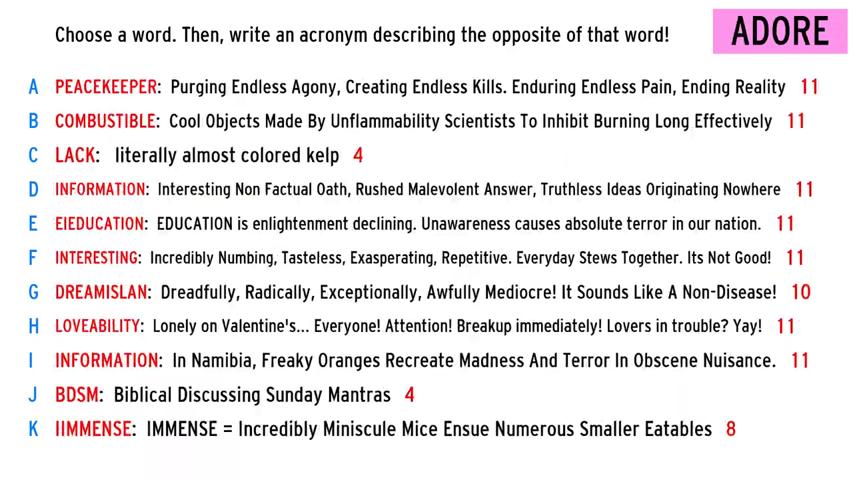 Choose a word. Then, write an acronym describing the opposite of that word!
ADORE
A PEACEKEEPER: Purging Endless Agony, Creating Endless Kills. Enduring Endless Pain, Ending Reality 11
B COMBUSTIBLE: Cool Objects Made By Unflammability Scientists To Inhibit Burning Long Effectively 11
C LACK: literally almost colored kelp 4
D INFORMATION: Interesting Non Factual Oath, Rushed Malevolent Answer, Truthless Ideas Originating Nowhere 11
E EIEDUCATION: EDUCATION is enlightenment declining. Unawareness causes absolute terror in our nation. 11
F INTERESTING: Incredibly Numbing, Tasteless, Exasperating, Repetitive. Everyday Stews Together. Its Not Good! 11
G DREAMISLAN: Dreadfully, Radically, Exceptionally, Awfully Mediocre! It Sounds Like A Non-Disease! 10
H LOVEABILITY: Lonely on Valentine's... Everyone! Attention! Breakup immediately! Lovers in trouble? Yay! 11
I INFORMATION: In Namibia, Freaky Oranges Recreate Madness And Terror In Obscene Nuisance. 11
J BDSM: Biblical Discussing Sunday Mantras 4
K IIMMENSE: IMMENSE = Incredibly Miniscule Mice Ensue Numerous Smaller Eatables 8